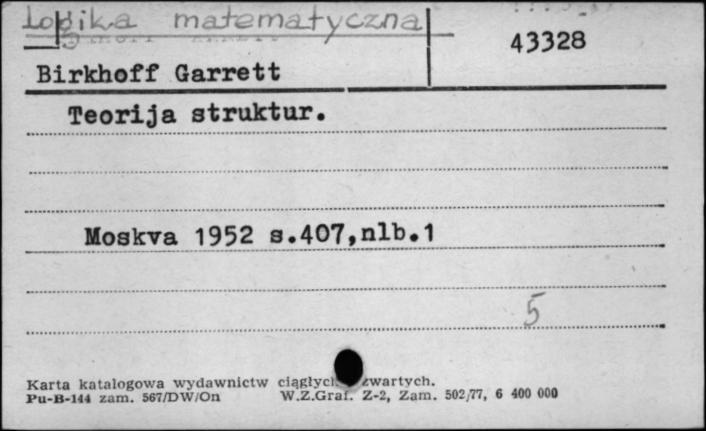 Logika matematyczna
43328
Birkhoff Garrett
Teorija struktur.
Moskva 1952 s.407,nlb.1
5
Karta katalogowa wydawnictw zwartych.
Pu-B-144 zam. 567/DW/On W.Z.Graf. Z-2, Zam. 502/77, 6 400 000